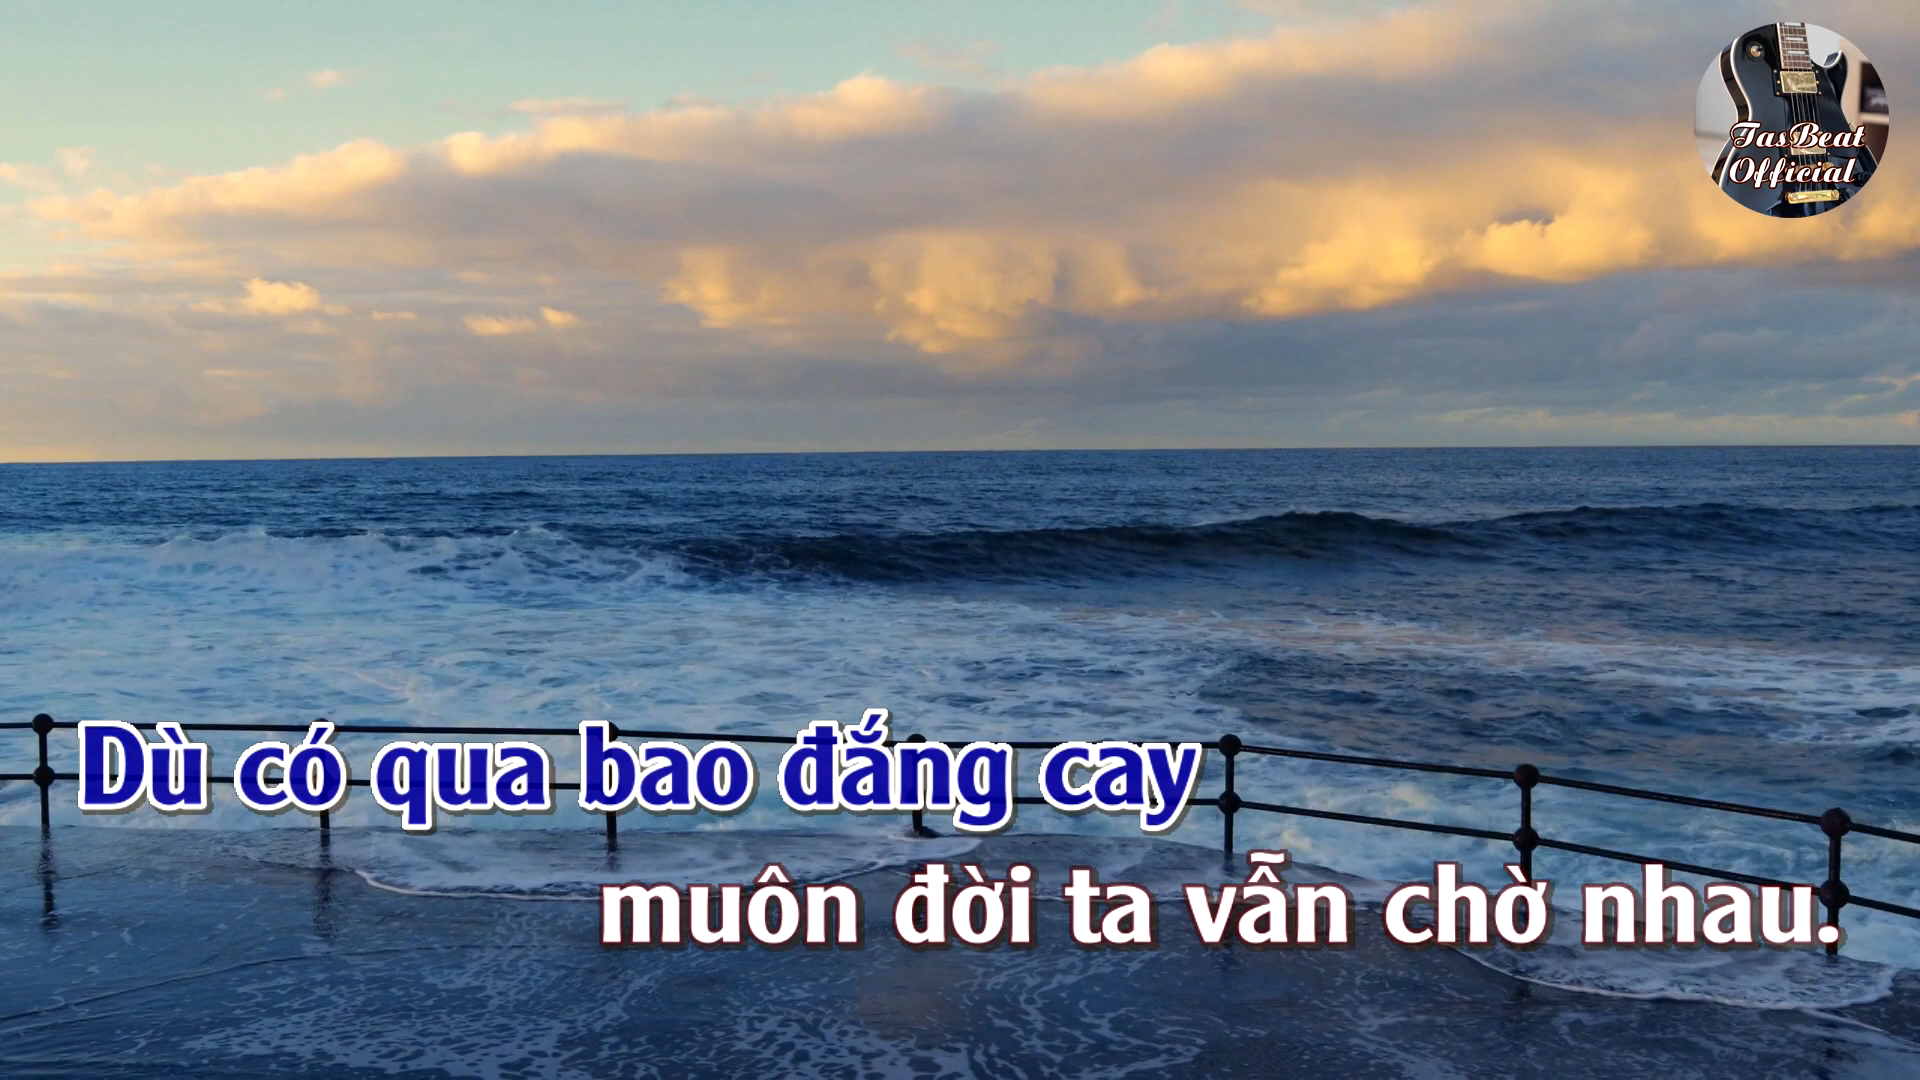 TasBeat
Official
Dù có qua bao đắng cay
muôn đời ta vẫn chờ nhau.